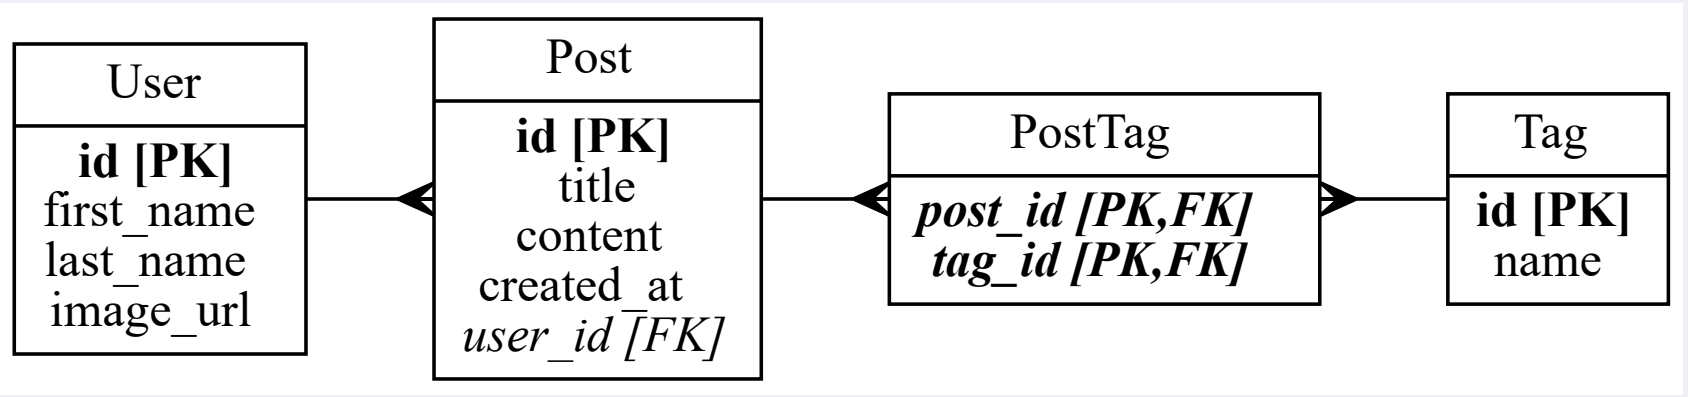 User
id [PK]
first_name
last_name
image_url
Post
id [PK]
title
content
created_at
user_id [FK]
PostTag
post_id [PK,FK]
tag_id [PK,FK]
Tag
id [PK]
name